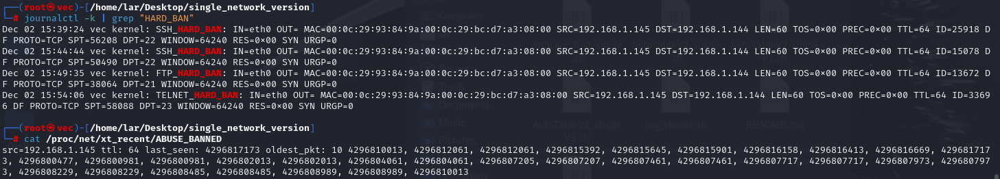 ┌──(root㉿vec)-[/home/lar/Desktop/single_network_version]
└─# journalctl -k | grep "HARD_BAN"
Dec 02 15:39:24 vec kernel: SSH_HARD_BAN: IN=eth0 OUT= MAC=00:0c:29:93:84:9a:00:0c:29:bc:d7:a3:08:00 SRC=192.168.1.145 DST=192.168.1.144 LEN=60 TOS=0×00 PREC=0×00 TTL=64 ID=25918 D
F PROTO=TCP SPT=56208 DPT=22 WINDOW=64240 RES=0×00 SYN URGP=0
Dec 02 15:44:44 vec kernel: SSH_HARD_BAN: IN=eth0 OUT= MAC=00:0c:29:93:84:9a:00:0c:29:bc:d7:a3:08:00 SRC=192.168.1.145 DST=192.168.1.144 LEN=60 TOS=0×00 PREC=0×00 TTL=64 ID=15078 D
F PROTO=TCP SPT=50490 DPT=22 WINDOW=64240 RES=0×00 SYN URGP=0
Dec 02 15:49:35 vec kernel: FTP_HARD_BAN: IN=eth0 OUT= MAC=00:0c:29:93:84:9a:00:0c:29:bc:d7:a3:08:00 SRC=192.168.1.145 DST=192.168.1.144 LEN=60 TOS=0×00 PREC=0×00 TTL=64 ID=13672 D
F PROTO=TCP SPT=38064 DPT=21 WINDOW=64240 RES=0×00 SYN URGP=0
Dec 02 15:54:06 vec kernel: TELNET_HARD_BAN: IN=eth0 OUT= MAC=00:0c:29:93:84:9a:00:0c:29:bc:d7:a3:08:00 SRC=192.168.1.145 DST=192.168.1.144 LEN=60 TOS=0×00 PREC=0×00 TTL=64 ID=3369
6 DF PROTO=TCP SPT=58088 DPT=23 WINDOW=64240 RES=0×00 SYN URGP=0
┌──(root㉿vec)-[/home/lar/Desktop/single_network_version]
└─# cat /proc/net/xt_recent/ABUSE_BANNED
src=192.168.1.145 ttl: 64 last_seen: 4296817173 oldest_pkt: 10 4296810013, 4296812061, 4296812061, 4296815392, 4296815645, 4296815901, 4296816158, 4296816413, 4296816669, 429681717
3, 4296800477, 4296800981, 4296800981, 4296802013, 4296802013, 4296804061, 4296804061, 4296807205, 4296807207, 4296807461, 4296807461, 4296807717, 4296807717, 4296807973, 429680797
3, 4296808229, 4296808229, 4296808485, 4296808485, 4296808989, 4296808989, 4296810013
Computer
Documents
Music
Pictures
AutoTableV2_single
V3.sh
log_viewer.sh
README.md